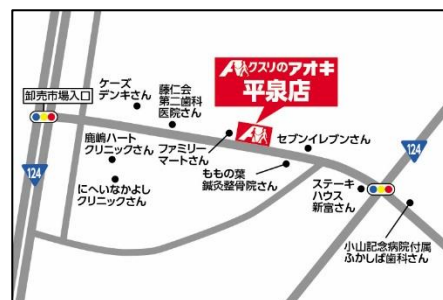 卸売市場入口
ケーズ
デンキさん
藤仁会
第二歯科
医院さん
クスリのアオキ
平泉店
鹿嶋ハート
クリニックさん
ファミリー
マートさん
セブンイレブンさん
124
124
にへいなかよし
クリニックさん
ももの葉
鍼灸整骨院さん
ステーキ
ハウス
新富さん
小山記念病院付属
ふかしば歯科さん